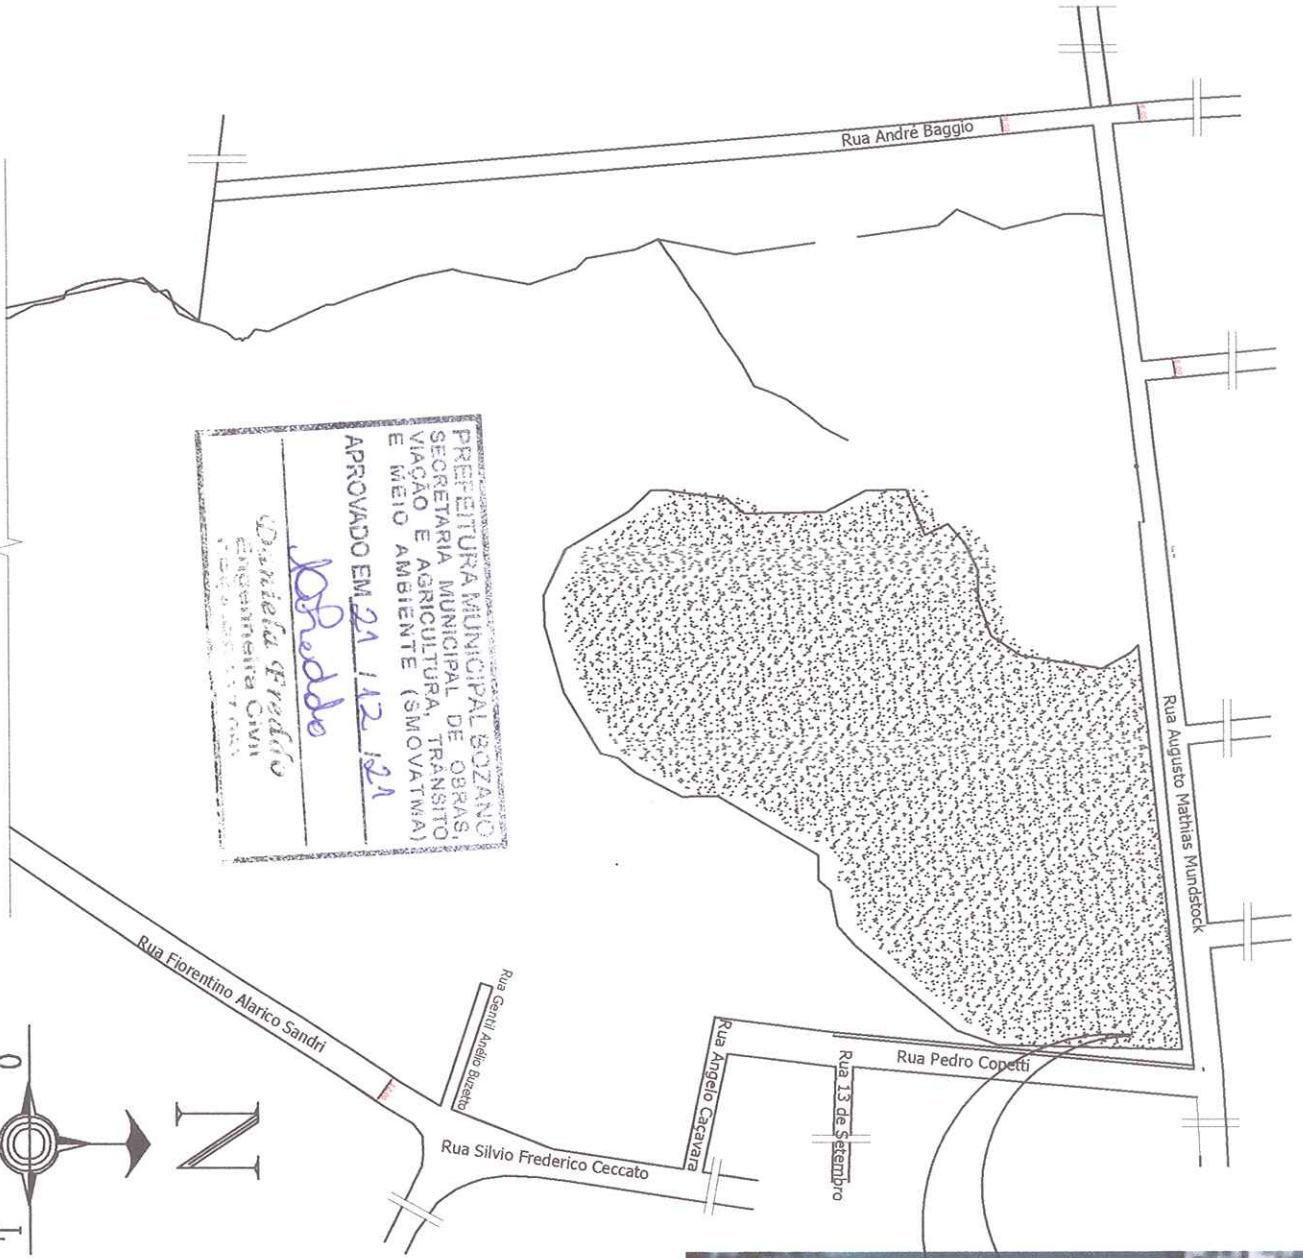 Rua André Baggio
Rua Augusto Mathias Mundstock
PREFEITURA MUNICIPAL BOZANO
SECRETARIA MUNICIPAL DE OBRAS,
VIAÇÃO E AGRICULTURA, TRÂNSITO
E MEIO AMBIENTE (SMOVATMA)
APROVADO EM 21 / 12 / 21
Daniela Freddo
Engenheira Civil
Rua Pedro Copetti
Rua 13 de Setembro
Rua Angelo Caçavara
Rua Gentil Anélio Buzetto
Rua Silvio Frederico Ceccato
Rua Fiorentino Alarico Sandri
N
O
L